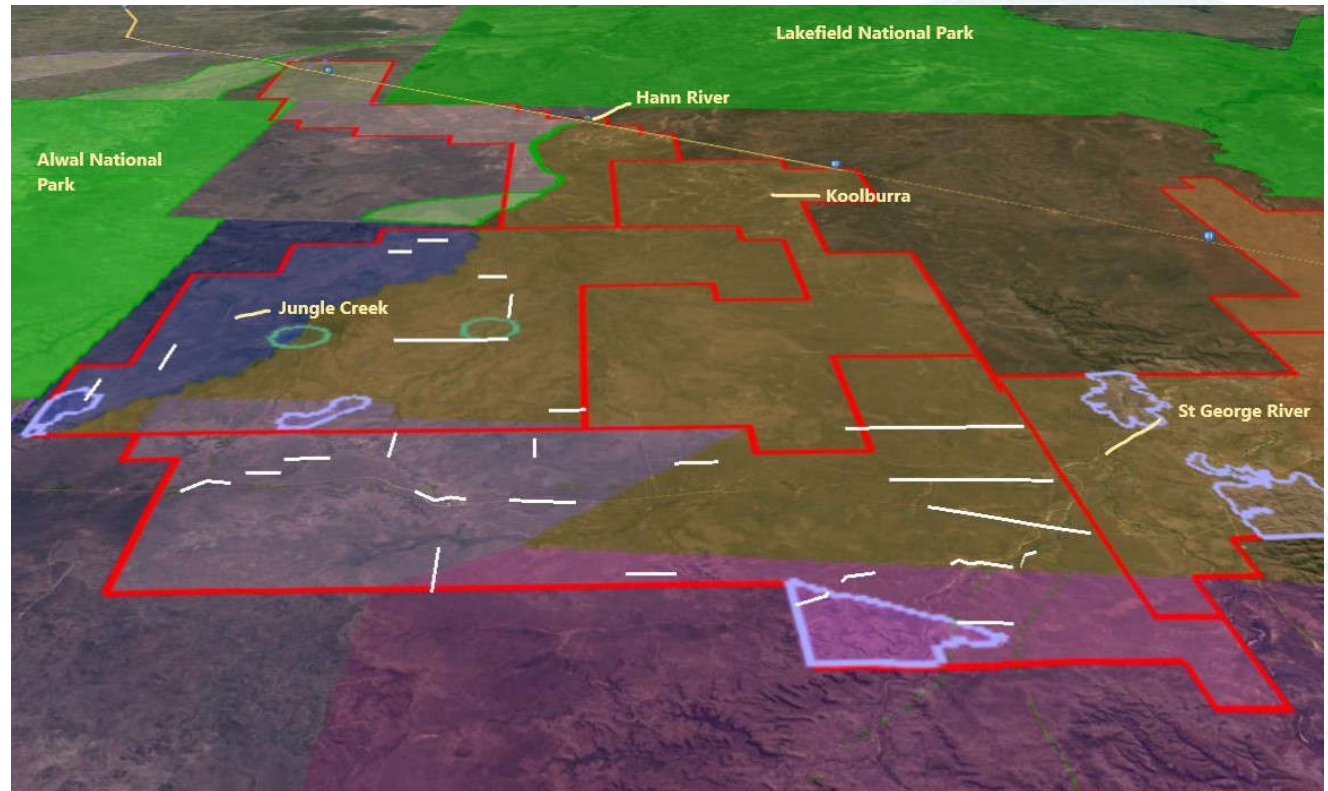 Lakefield National Park
Hann River
Alwal National
Park
Koolburra
Jungle Creek
St George River